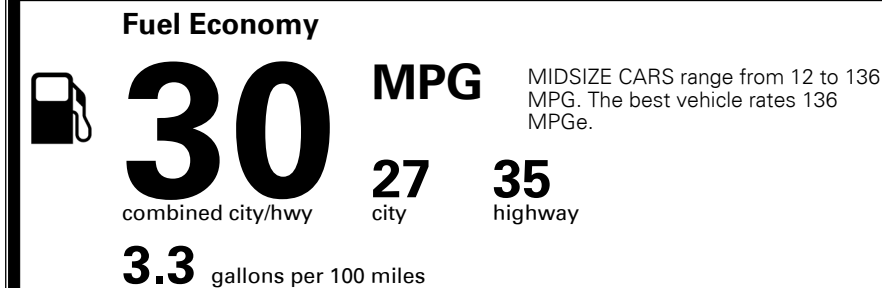 Fuel Economy
30
combined city/hwy
MPG
27
city
35
highway
MIDSIZE CARS range from 12 to 136
MPG. The best vehicle rates 136
MPGe.
3.3 gallons per 100 miles